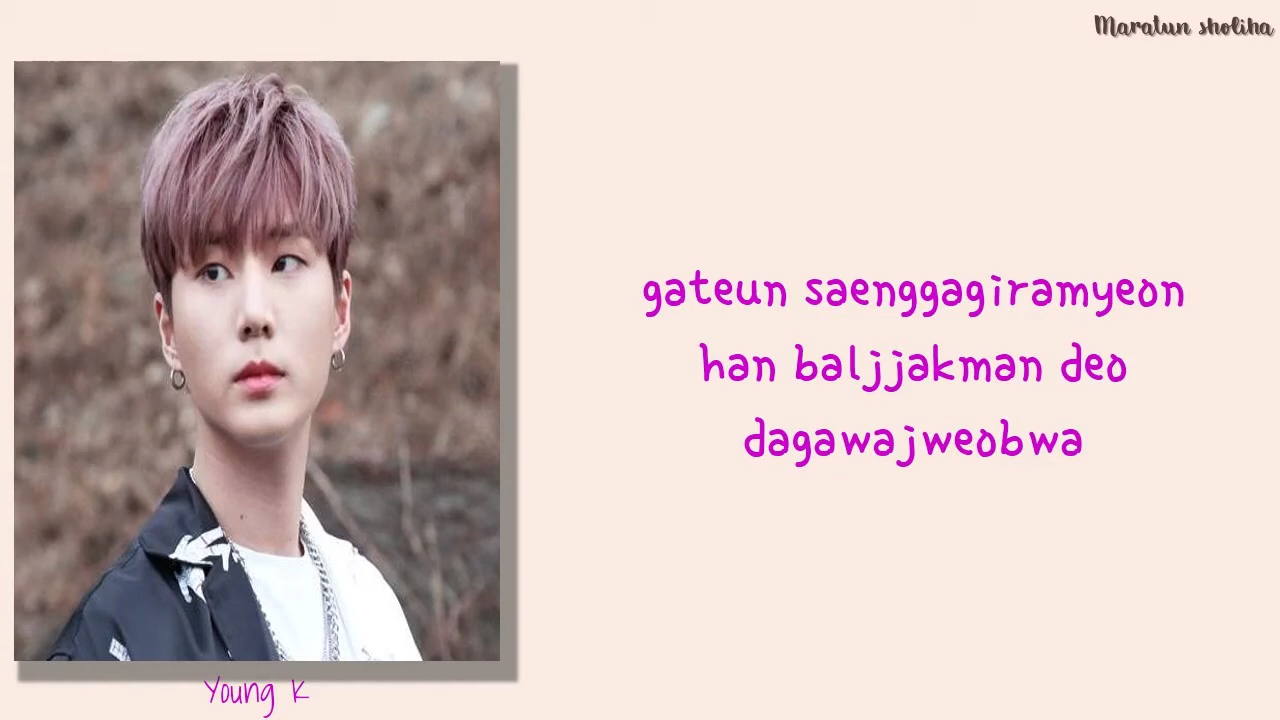 Maratun sholiha
gateun saenggagiramyeon
han baljjakman deo
dagawajweobwa
Young K